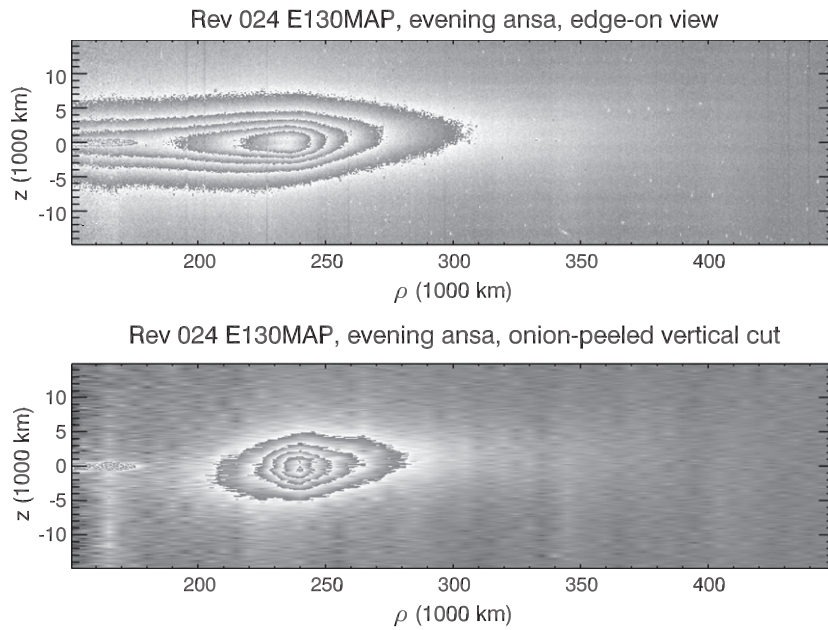 Rev 024 E130MAP, evening ansa, edge-on view
z (1000 km)
10
5
0
-5
-10
200 250 300 350 400
ρ (1000 km)
Rev 024 E130MAP, evening ansa, onion-peeled vertical cut
z (1000 km)
10
5
0
-5
-10
200 250 300 350 400
ρ (1000 km)